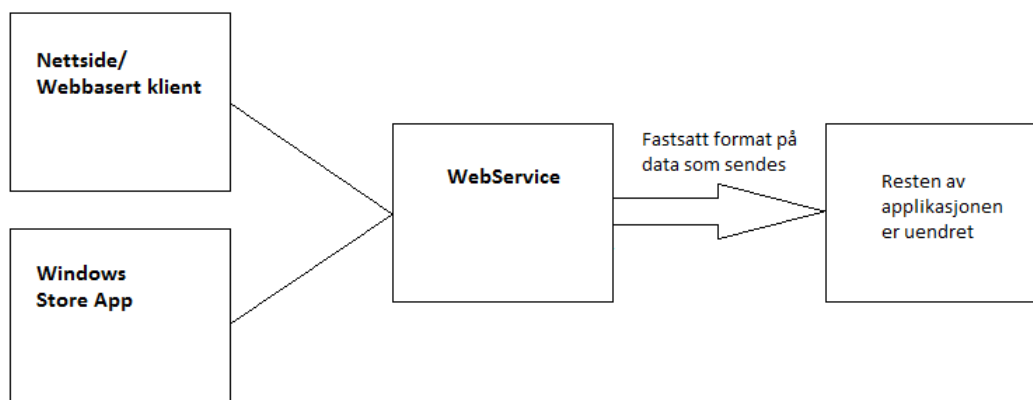 Nettside/
Webbasert klient
Windows
Store App
WebService
Fastsatt format på
data som sendes
Resten av
applikasjonen
er uendret